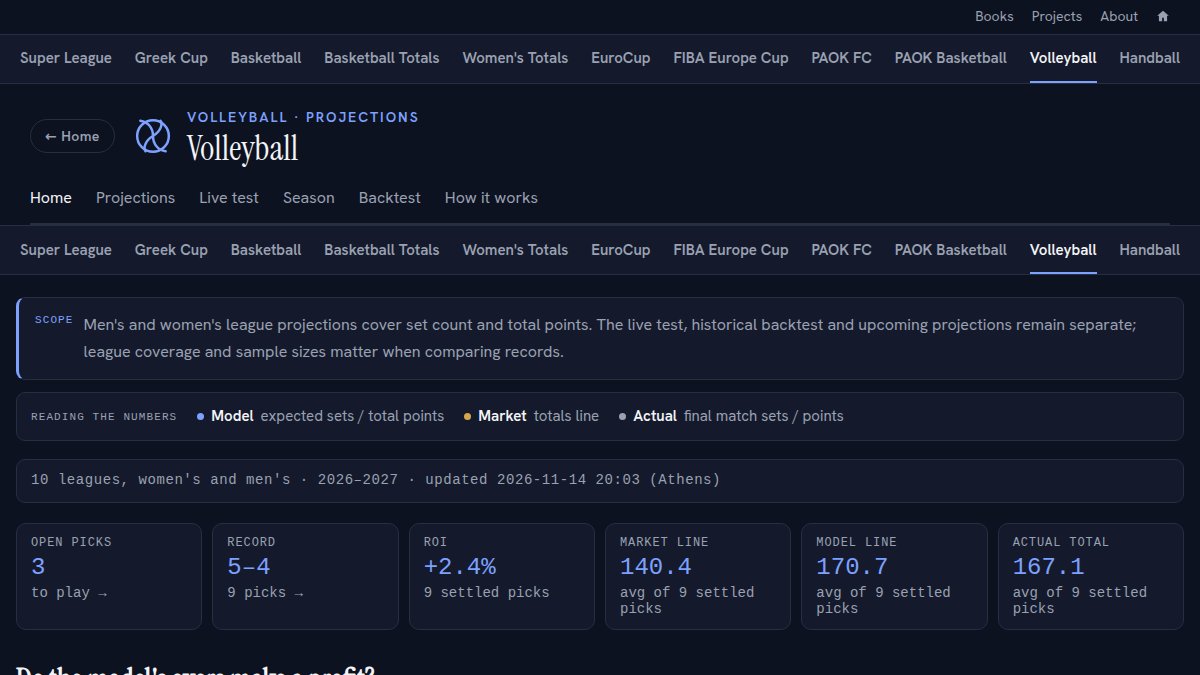 Books Projects About
Super League Greek Cup Basketball Basketball Totals Women's Totals EuroCup FIBA Europe Cup PAOK FC PAOK Basketball Volleyball Handball
← Home
VOLLEYBALL · PROJECTIONS
Volleyball
Home Projections Live test Season Backtest How it works
Super League Greek Cup Basketball Basketball Totals Women's Totals EuroCup FIBA Europe Cup PAOK FC PAOK Basketball Volleyball Handball
SCOPE Men's and women's league projections cover set count and total points. The live test, historical backtest and upcoming projections remain separate;
league coverage and sample sizes matter when comparing records.
READING THE NUMBERS Model expected sets / total points Market totals line Actual final match sets / points
10 leagues, women's and men's · 2026–2027 · updated 2026-11-14 20:03 (Athens)
OPEN PICKS
3
to play →
RECORD
5–4
9 picks →
ROI
+2.4%
9 settled picks
MARKET LINE
140.4
avg of 9 settled
picks
MODEL LINE
170.7
avg of 9 settled
picks
ACTUAL TOTAL
167.1
avg of 9 settled
picks